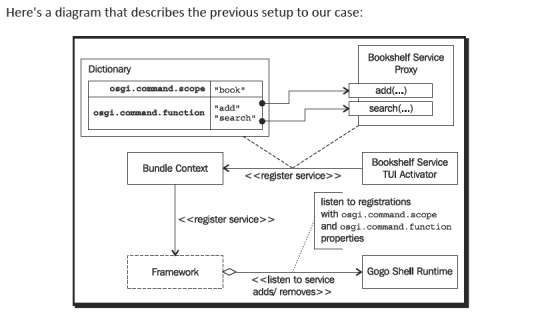 Here's a diagram that describes the previous setup to our case:
Dictionary
osgi.command.scope "book"
osgi.command.function "add"
"search"
Bookshelf Service
Proxy
add(...)
search(...)
Bundle Context
<<register service>>
Bookshelf Service
TUI Activator
<<register service>>
listen to registrations
with osgi.command.scope
and osgi.command.function
properties
Framework
<<listen to service
adds/ removes>>
Gogo Shell Runtime